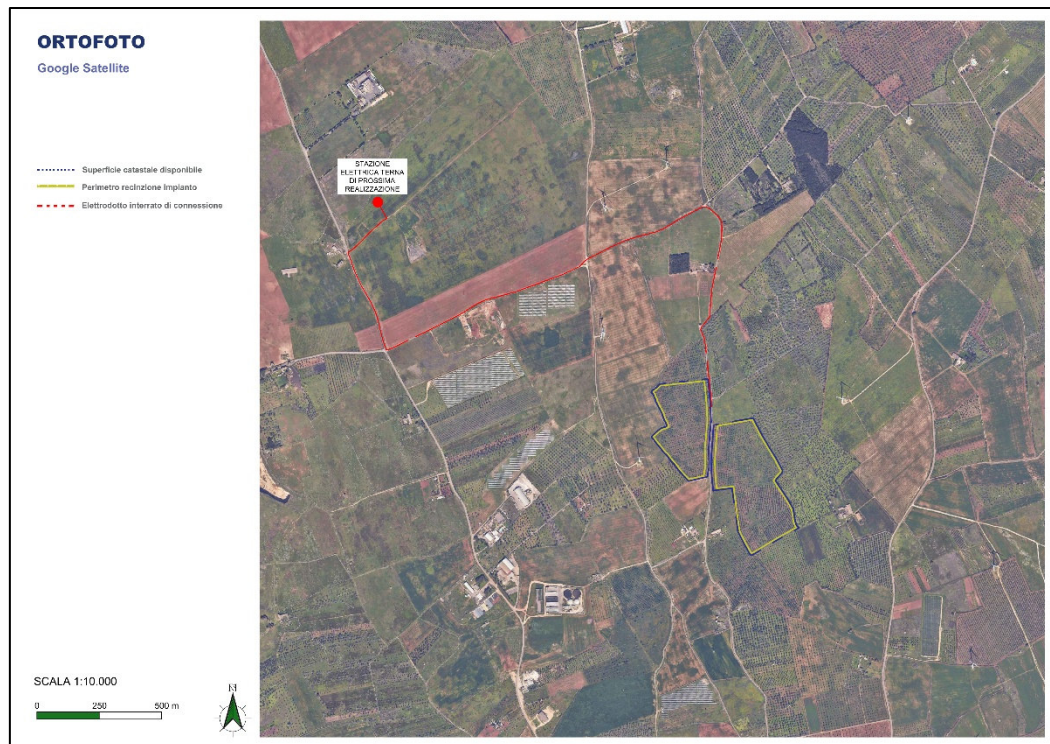 ORTOFOTO
Google Satellite
Superficie catastale disponibile
Perimetro recinzione Impianto
Elettrodotto interrato di connessione
STAZIONE
ELETTRICA TERNA
DI PROSSIMA
REALIZZAZIONE
SCALA 1:10.000
0 250 500 m
N